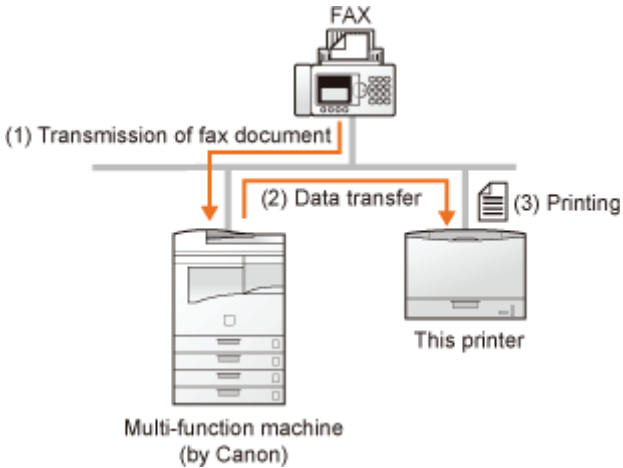 FAX
(1) Transmission of fax document
(2) Data transfer
(3) Printing
This printer
Multi-function machine
(by Canon)